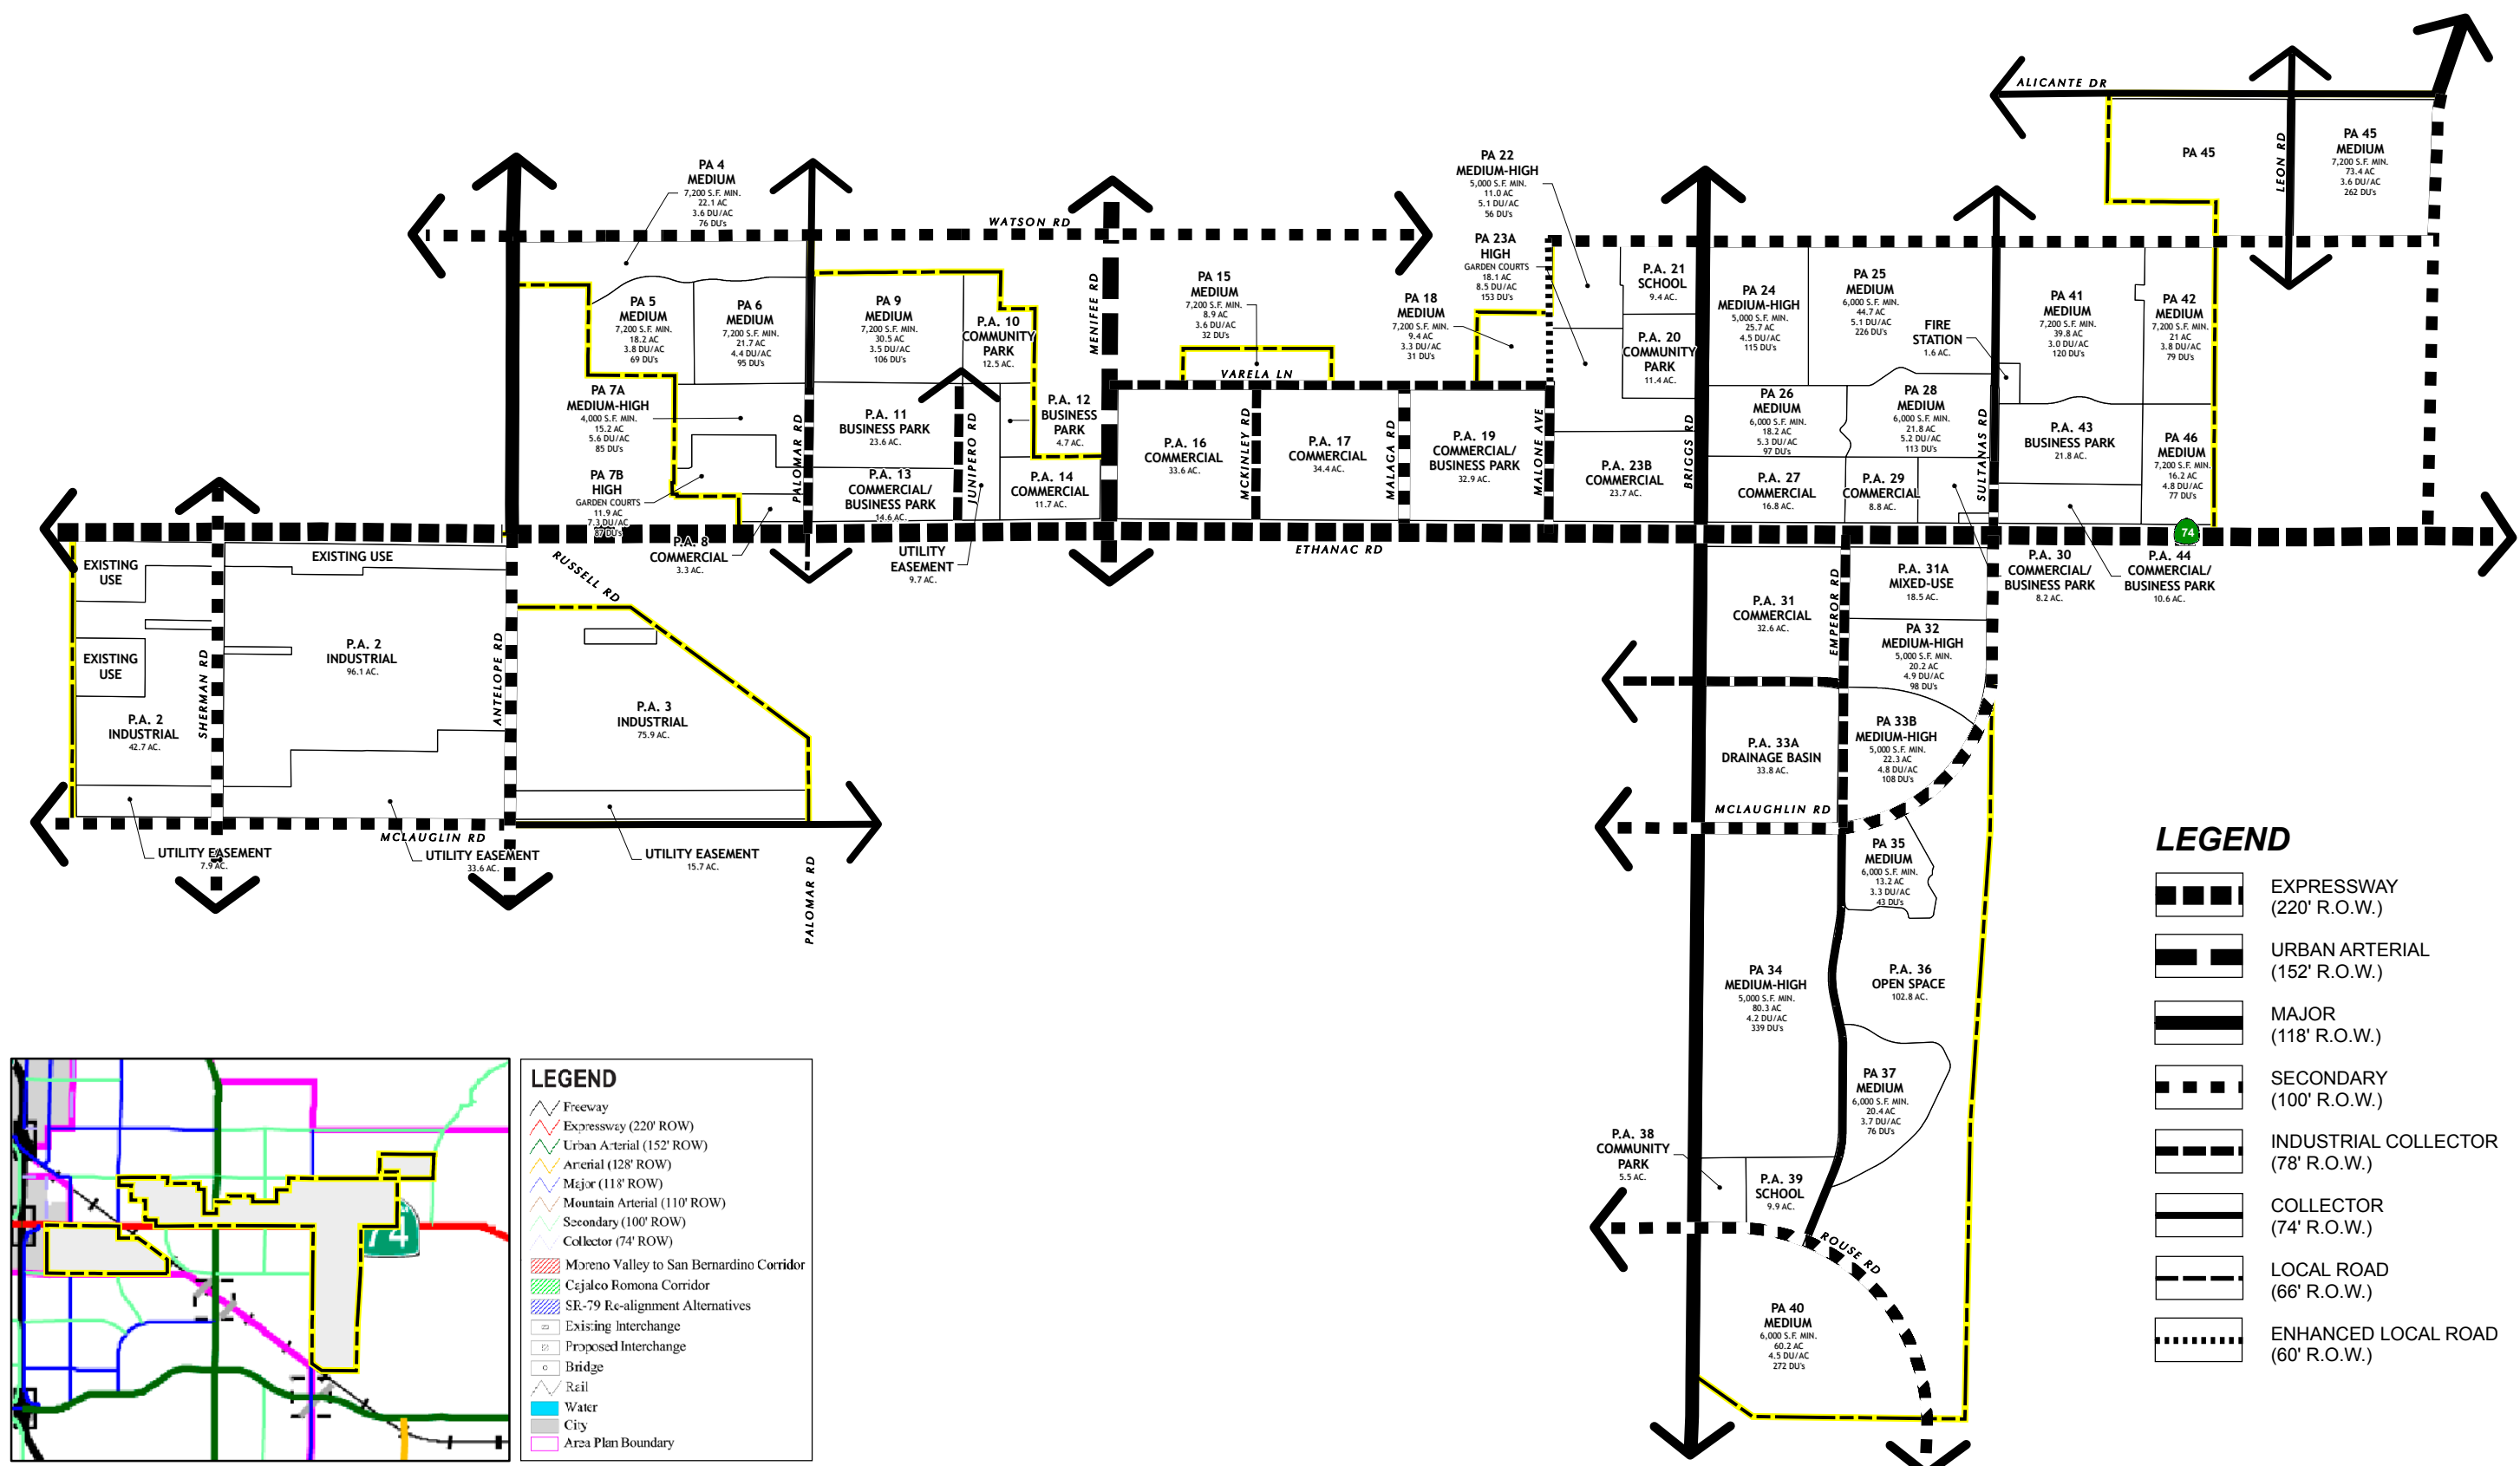 ALICANTE DR
LEON RD
PA 45
PA 45
MEDIUM
7,200 S.F. MIN.
73.4 AC
3.6 DU/AC
262 DU's
PA 4
MEDIUM
7,200 S.F. MIN.
22.1 AC
3.6 DU/AC
76 DU's
WATSON RD
PA 22
MEDIUM-HIGH
5,000 S.F. MIN.
11.0 AC
5.1 DU/AC
56 DU's
PA 23A
HIGH
GARDEN COURTS
18.1 AC
8.5 DU/AC
153 DU's
PA 5
MEDIUM
7,200 S.F. MIN.
18.2 AC
3.8 DU/AC
69 DU's
PA 6
MEDIUM
7,200 S.F. MIN.
21.7 AC
4.4 DU/AC
95 DU's
PA 9
MEDIUM
7,200 S.F. MIN.
30.5 AC
3.5 DU/AC
106 DU's
P.A. 10
COMMUNITY
PARK
12.5 AC.
MENIFEE RD
PA 15
MEDIUM
7,200 S.F. MIN.
8.9 AC
3.6 DU/AC
32 DU's
VARELA LN
PA 18
MEDIUM
7,200 S.F. MIN.
9.4 AC
3.3 DU/AC
31 DU's
P.A. 21
SCHOOL
9.4 AC.
P.A. 20
COMMUNITY
PARK
11.4 AC.
PA 24
MEDIUM-HIGH
5,000 S.F. MIN.
25.7 AC
4.5 DU/AC
115 DU's
PA 25
MEDIUM
6,000 S.F. MIN.
44.7 AC
5.1 DU/AC
226 DU's
FIRE
STATION
1.6 AC.
PA 41
MEDIUM
7,200 S.F. MIN.
39.8 AC
3.0 DU/AC
120 DU's
PA 42
MEDIUM
7,200 S.F. MIN.
21 AC
3.8 DU/AC
79 DU's
PA 7A
MEDIUM-HIGH
4,000 S.F. MIN.
15.2 AC
5.6 DU/AC
85 DU's
PA 7B
HIGH
GARDEN COURTS
11.9 AC
7.3 DU/AC
87 DU's
PALOMAR RD
P.A. 11
BUSINESS PARK
23.6 AC.
P.A. 13
COMMERCIAL/
BUSINESS PARK
14.6 AC.
JUNIPERO RD
P.A. 12
BUSINESS
PARK
4.7 AC.
P.A. 14
COMMERCIAL
11.7 AC.
P.A. 16
COMMERCIAL
33.6 AC.
MCKINLEY RD
P.A. 17
COMMERCIAL
34.4 AC.
MALAGA RD
P.A. 19
COMMERCIAL/
BUSINESS PARK
32.9 AC.
MALONE AVE
P.A. 23B
COMMERCIAL
23.7 AC.
BRIGGS RD
PA 26
MEDIUM
6,000 S.F. MIN.
18.2 AC
5.3 DU/AC
97 DU's
PA 28
MEDIUM
6,000 S.F. MIN.
21.8 AC
5.2 DU/AC
113 DU's
P.A. 27
COMMERCIAL
16.8 AC.
P.A. 29
COMMERCIAL
8.8 AC.
SULTANAS RD
P.A. 43
BUSINESS PARK
21.8 AC.
PA 46
MEDIUM
7,200 S.F. MIN.
16.2 AC
4.8 DU/AC
77 DU's
74
P.A. 8
COMMERCIAL
3.3 AC.
UTILITY
EASEMENT
9.7 AC.
ETHANAC RD
P.A. 30
COMMERCIAL/
BUSINESS PARK
8.2 AC.
P.A. 44
COMMERCIAL/
BUSINESS PARK
10.6 AC.
EXISTING
USE
EXISTING USE
RUSSELL RD
EXISTING
USE
SHERMAN RD
P.A. 2
INDUSTRIAL
96.1 AC.
ANTELOPE RD
P.A. 3
INDUSTRIAL
75.9 AC.
P.A. 2
INDUSTRIAL
42.7 AC.
MCLAUGLIN RD
UTILITY EASEMENT
7.9 AC.
UTILITY EASEMENT
33.6 AC.
UTILITY EASEMENT
15.7 AC.
PALOMAR RD
P.A. 31
COMMERCIAL
32.6 AC.
EMPEROR RD
P.A. 31A
MIXED-USE
18.5 AC.
PA 32
MEDIUM-HIGH
5,000 S.F. MIN.
20.2 AC
4.9 DU/AC
98 DU's
P.A. 33A
DRAINAGE BASIN
33.8 AC.
PA 33B
MEDIUM-HIGH
5,000 S.F. MIN.
22.3 AC
4.8 DU/AC
108 DU's
MCLAUGHLIN RD
PA 35
MEDIUM
6,000 S.F. MIN.
13.2 AC
3.3 DU/AC
43 DU's
PA 34
MEDIUM-HIGH
5,000 S.F. MIN.
80.3 AC
4.2 DU/AC
339 DU's
P.A. 36
OPEN SPACE
102.8 AC.
PA 37
MEDIUM
6,000 S.F. MIN.
20.4 AC
3.7 DU/AC
76 DU's
P.A. 38
COMMUNITY
PARK
5.5 AC.
P.A. 39
SCHOOL
9.9 AC.
ROUSE RD
PA 40
MEDIUM
6,000 S.F. MIN.
60.2 AC
4.5 DU/AC
272 DU's
LEGEND
EXPRESSWAY
(220' R.O.W.)
URBAN ARTERIAL
(152' R.O.W.)
MAJOR
(118' R.O.W.)
SECONDARY
(100' R.O.W.)
INDUSTRIAL COLLECTOR
(78' R.O.W.)
COLLECTOR
(74' R.O.W.)
LOCAL ROAD
(66' R.O.W.)
ENHANCED LOCAL ROAD
(60' R.O.W.)
74
LEGEND
Freeway
Expressway (220' ROW)
Urban Arterial (152' ROW)
Arterial (128' ROW)
Major (118' ROW)
Mountain Arterial (110' ROW)
Secondary (100' ROW)
Collector (74' ROW)
Moreno Valley to San Bernardino Corridor
Cajalco Romona Corridor
SR-79 Re-alignment Alternatives
Existing Interchange
Proposed Interchange
Bridge
Rail
Water
City
Area Plan Boundary